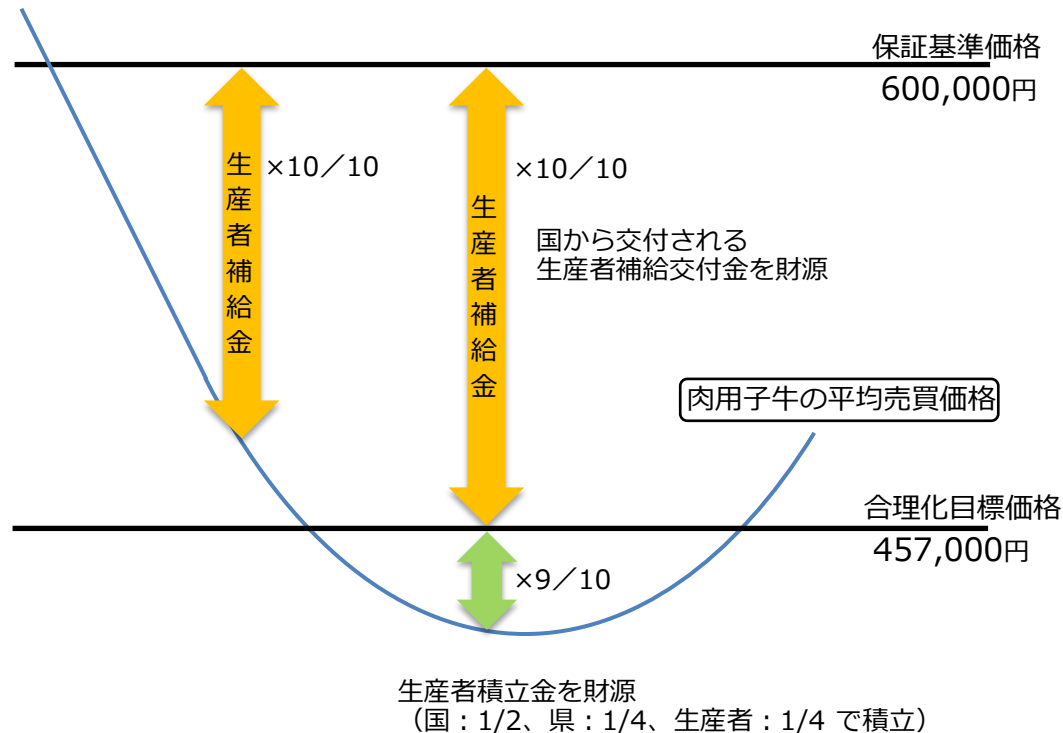 保証基準価格
600,000円
生産者補給金
×10／10
生産者補給金
×10／10
国から交付される
生産者補給交付金を財源
肉用子牛の平均売買価格
合理化目標価格
457,000円
×9／10
生産者積立金を財源
（国：1/2、県：1/4、生産者：1/4 で積立）